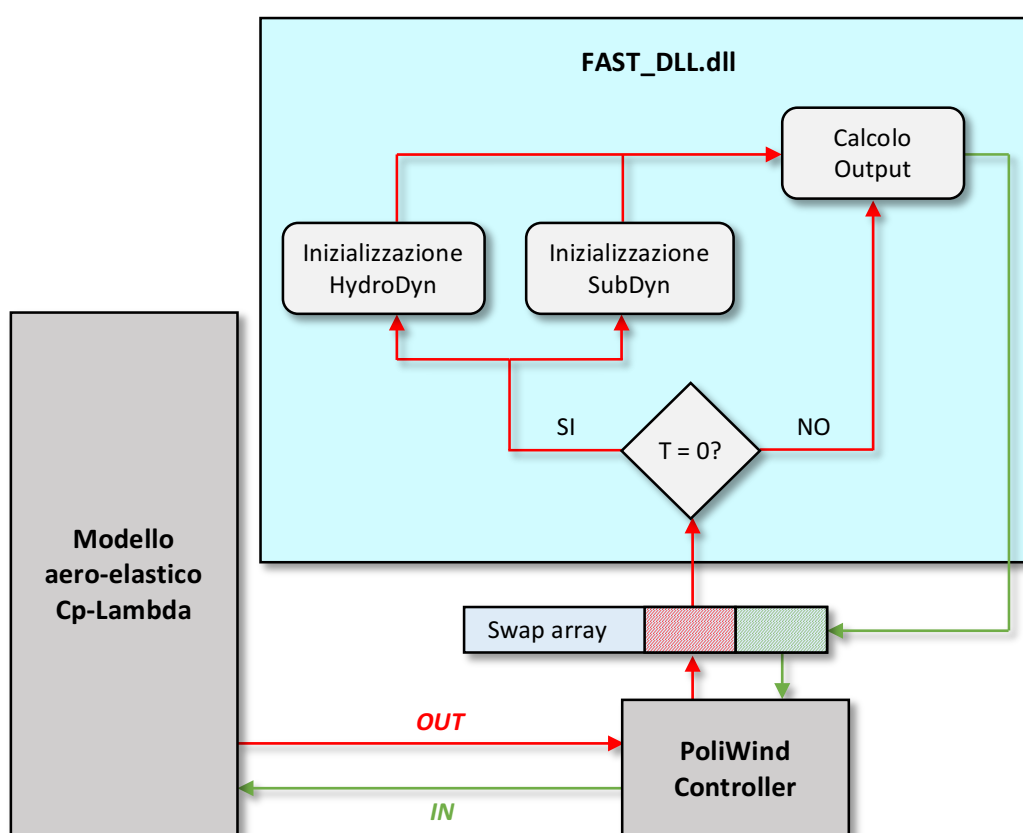 FAST_DLL.dll
Calcolo
Output
Inizializzazione
HydroDyn
Inizializzazione
SubDyn
SI
T = 0?
NO
Modello
aero-elastico
Cp-Lambda
Swap array
OUT
PoliWind
Controller
IN